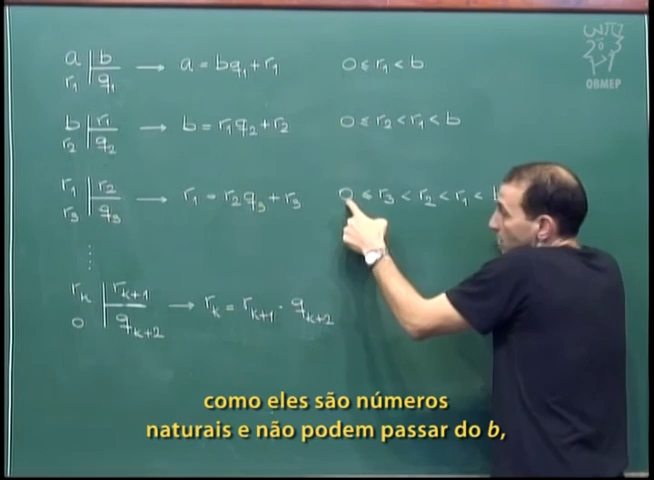 a | b → a = bq₁ + r₁ 0 ≤ r₁ < b
r₁ | q₁
b | r₁ → b = r₁q₂ + r₂ 0 ≤ r₂ < r₁ < b
r₂ | q₂
r₁ | r₂ → r₁ = r₂q₃ + r₃ 0 ≤ r₃ < r₂ < r₁ < b
r₃ | q₃
⋮
rₖ | rₖ₊₁ → rₖ = rₖ₊₁ · qₖ₊₂
0 | qₖ₊₂
OBMEP
como eles são números
naturais e não podem passar do b,